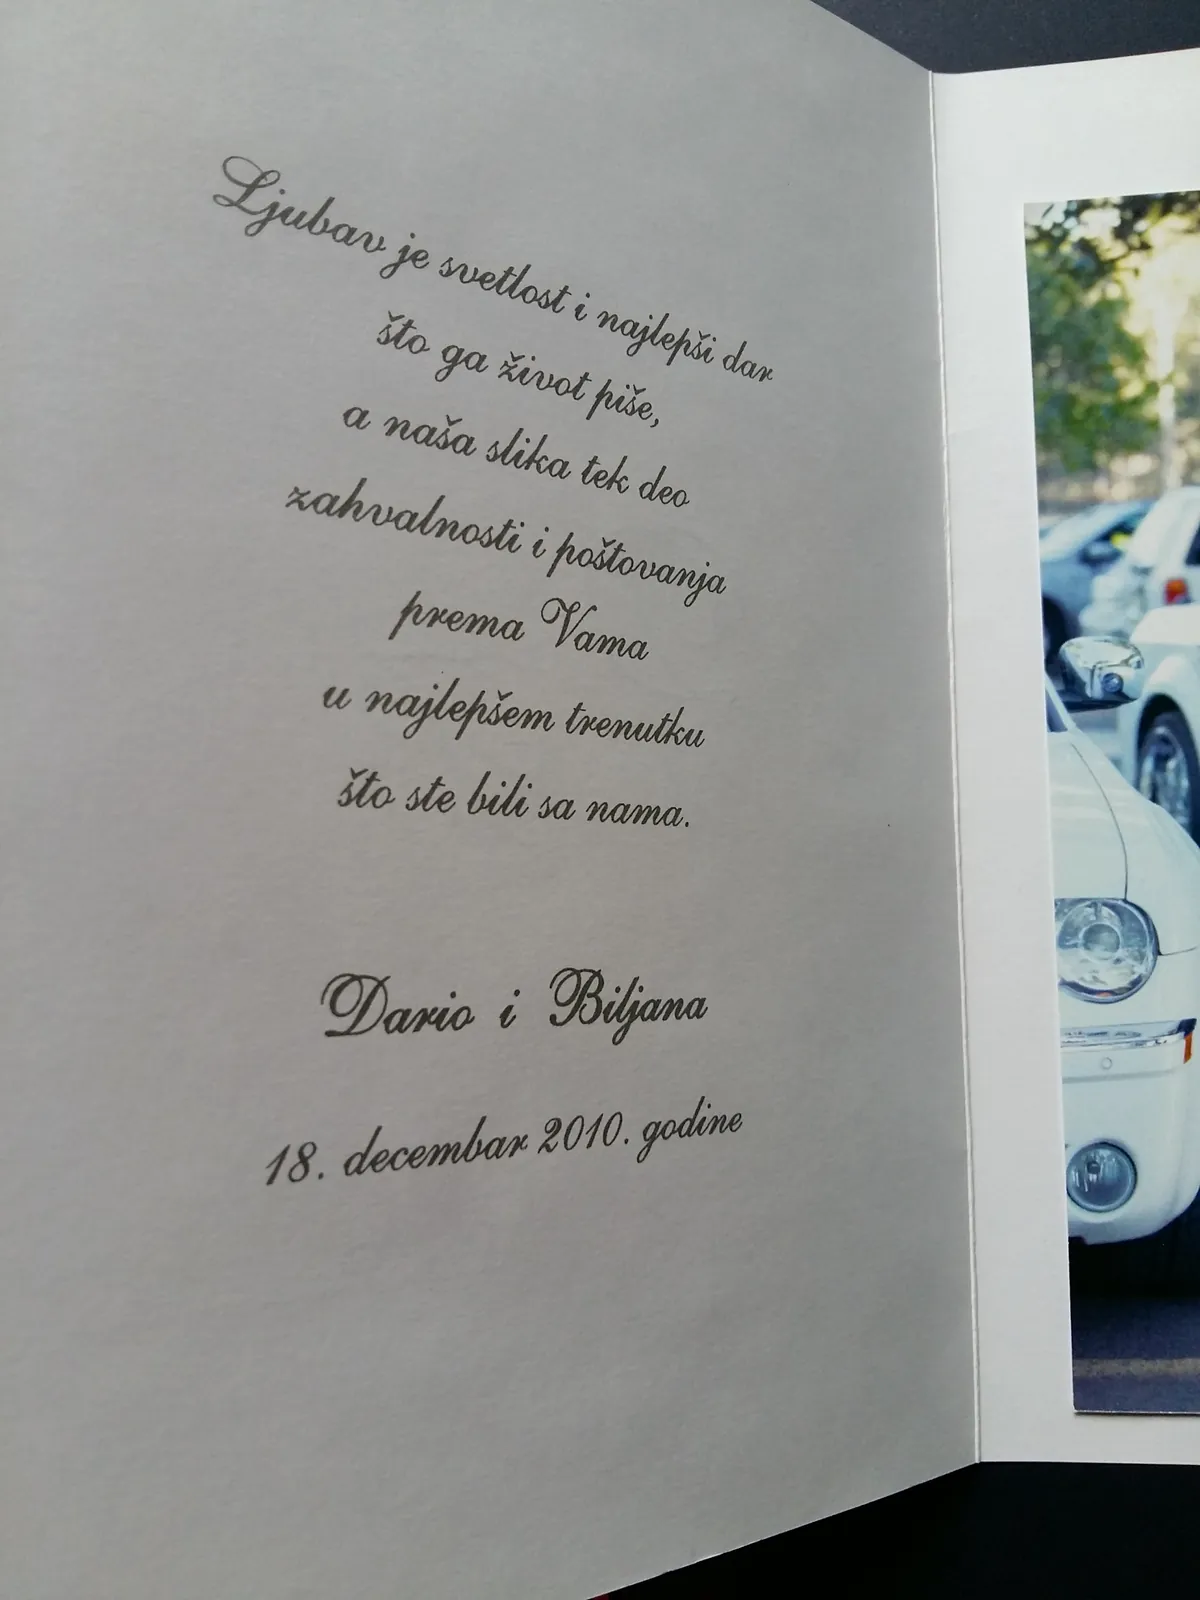 Ljubav je svetlost i najlepši dar
što ga život piše,
a naša slika tek deo
zahvalnosti i poštovanja
prema Vama
u najlepšem trenutku
što ste bili sa nama.
Dario i Biljana
18. decembar 2010. godine